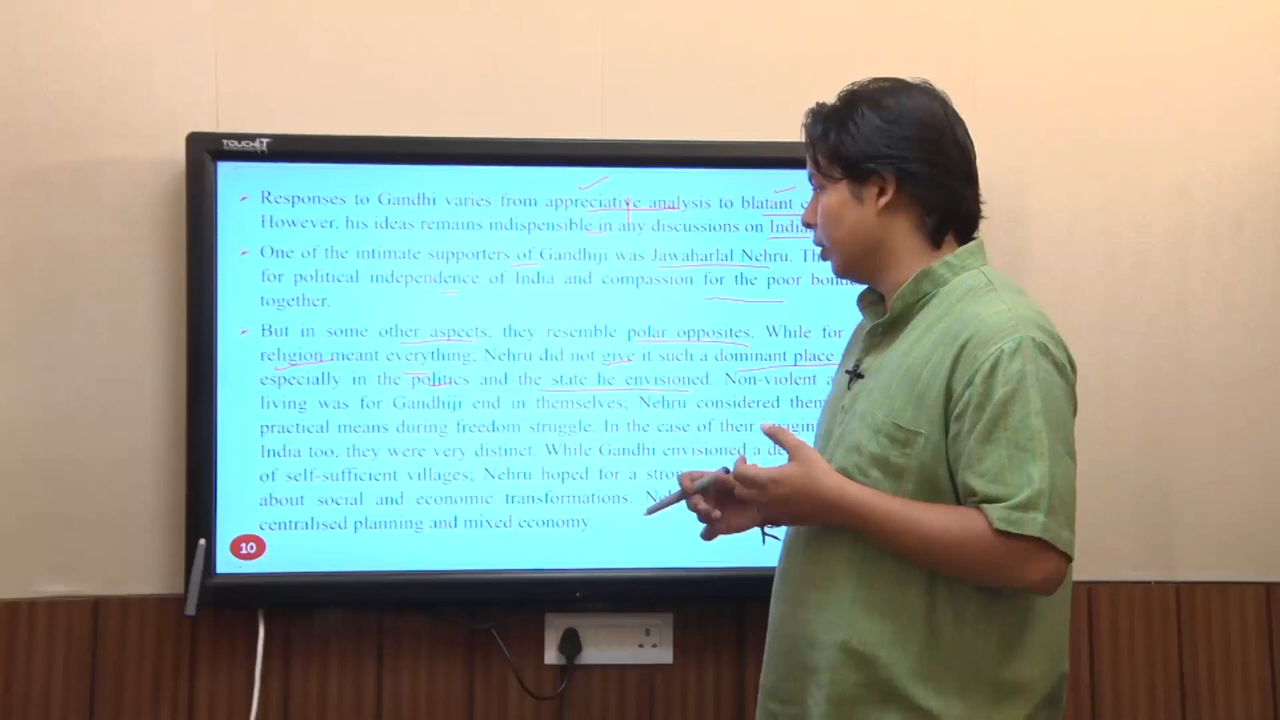 TOUCHIT
Responses to Gandhi varies from appreciative analysis to blatant
However, his ideas remains indispensible in any discussions on India
One of the intimate supporters of Gandhiji was Jawaharlal Nehru.
for political independence of India and compassion for the poor
together.
But in some other aspects, they resemble polar opposites. While for
religion meant everything; Nehru did not give it such a dominant place
especially in the politics and the state he envisioned. Non-violent
living was for Gandhiji end in themselves; Nehru considered
practical means during freedom struggle. In the case of their
India too, they were very distinct. While Gandhi envisioned a
of self-sufficient villages; Nehru hoped for a
about social and economic transformations.
centralised planning and mixed economy.
10